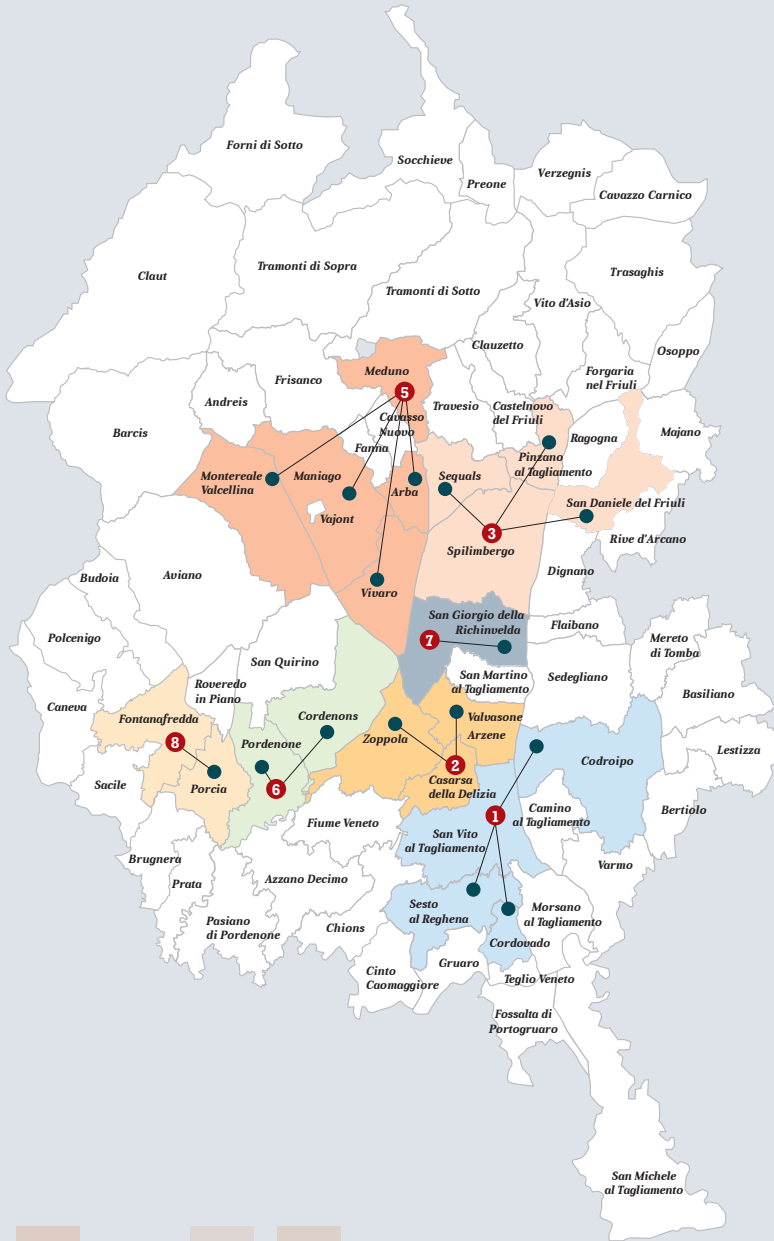 Forni di Sotto
Socchieve
Preone
Verzegnis
Cavazzo Carnico
Claut
Tramonti di Sopra
Tramonti di Sotto
Trasaghis
Vito d'Asio
Clauzetto
Osoppo
Meduno
Frisanco
Forgaria
nel Friuli
5
Andreis
Barcis
Cavasso
Nuovo
Travesio
Castelnovo
del Friuli
Ragogna
Majano
Fanna
Pinzano
al Tagliamento
Montereale
Valcellina
Maniago
Arba
Sequals
Vajont
San Daniele del Friuli
3
Spilimbergo
Rive d'Arcano
Aviano
Budoia
Dignano
Vivaro
San Giorgio della
Richinvelda
7
Flaibano
Polcenigo
Mereto
di Tomba
San Quirino
San Martino
al Tagliamento
Sedegliano
Roveredo
in Piano
Basiliano
Caneva
Fontanafredda
8
Cordenons
Valvasone
Arzene
Zoppola
Pordenone
Lestizza
Codroipo
2
Casarsa
della Delizia
Sacile
Porcia
6
Camino
al Tagliamento
1
Bertiolo
Fiume Veneto
San Vito
al Tagliamento
Brugnera
Varmo
Prata
Azzano Decimo
Sesto
al Reghena
Morsano
al Tagliamento
Pasiano
di Pordenone
Chions
Cordovado
Gruaro
Cinto
Caomaggiore
Teglio Veneto
Fossalta di
Portogruaro
San Michele
al Tagliamento